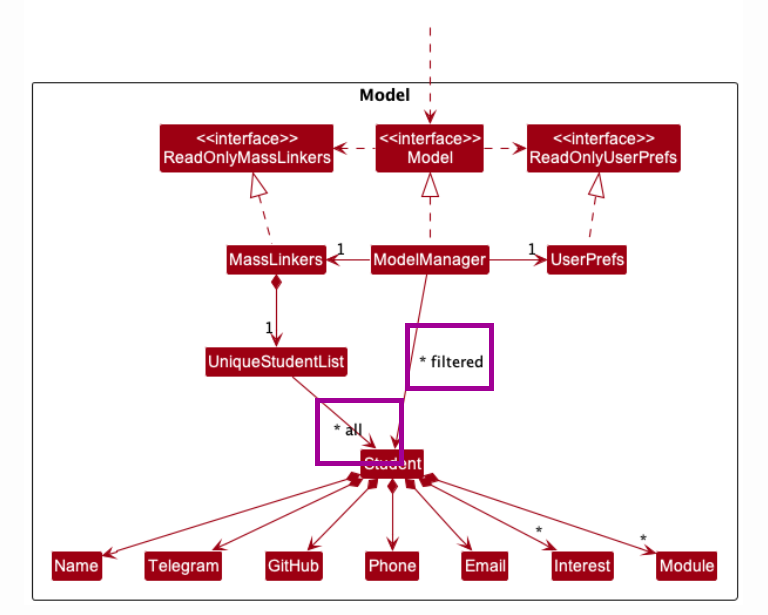 Model
<<interface>>
ReadOnlyMassLinkers
<<interface>>
Model
<<interface>>
ReadOnlyUserPrefs
MassLinkers
1
ModelManager
1
UserPrefs
1
UniqueStudentList
* filtered
* all
Student
*
*
Name
Telegram
GitHub
Phone
Email
Interest
Module